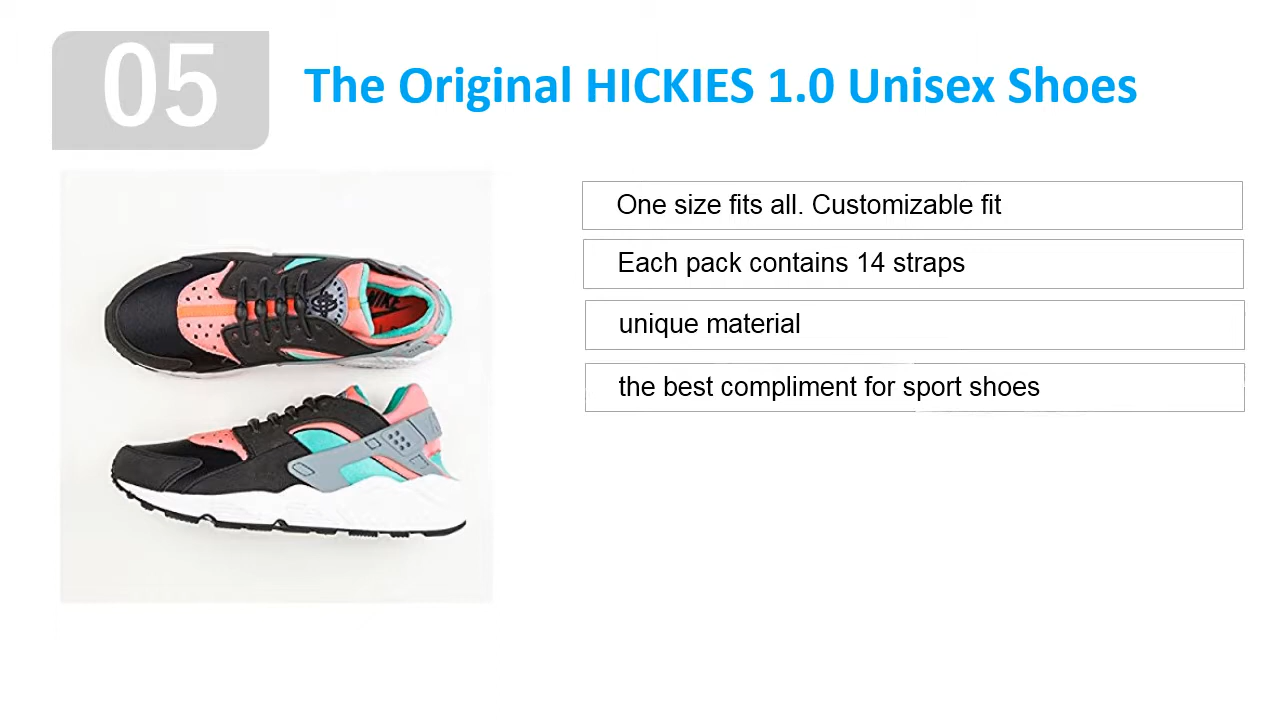 05
The Original HICKIES 1.0 Unisex Shoes
One size fits all. Customizable fit
Each pack contains 14 straps
unique material
the best compliment for sport shoes
NIKE